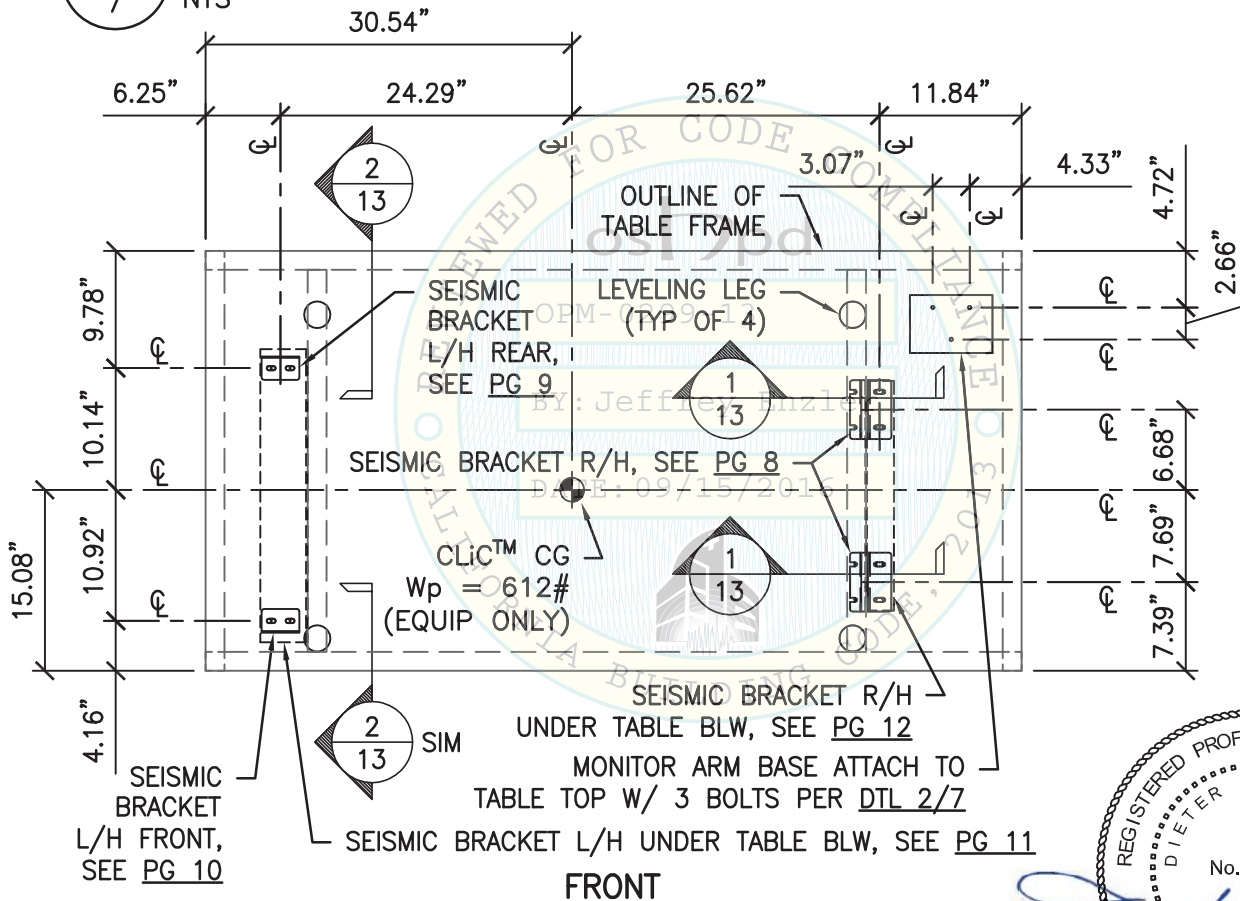 7
NTS
30.54”
6.25”
24.29”
25.62”
11.84”
℄
℄
℄
3.07”
4.33”
4.72”
2.66”
℄
℄
2
13
OUTLINE OF
TABLE FRAME
REVIEWED FOR CODE COMPLIANCE
oshpd
9.78”
SEISMIC
BRACKET
L/H REAR,
SEE PG 9
LEVELING LEG
(TYP OF 4)
℄
℄
℄
1
13
BY: Jeffrey
10.14”
6.68”
℄
SEISMIC BRACKET R/H, SEE PG 8
℄
℄
DATE: 09/15/2016
15.08”
10.92”
7.69”
CLiC™ CG
Wp = 612#
(EQUIP ONLY)
1
13
℄
℄
7.39”
CALIFORNIA BUILDING CODE, 2013
4.16”
SEISMIC BRACKET R/H
UNDER TABLE BLW, SEE PG 12
2
13
SIM
MONITOR ARM BASE ATTACH TO
TABLE TOP W/ 3 BOLTS PER DTL 2/7
SEISMIC
BRACKET
L/H FRONT,
SEE PG 10
SEISMIC BRACKET L/H UNDER TABLE BLW, SEE PG 11
FRONT
REGISTERED PROF
DIETER
No.